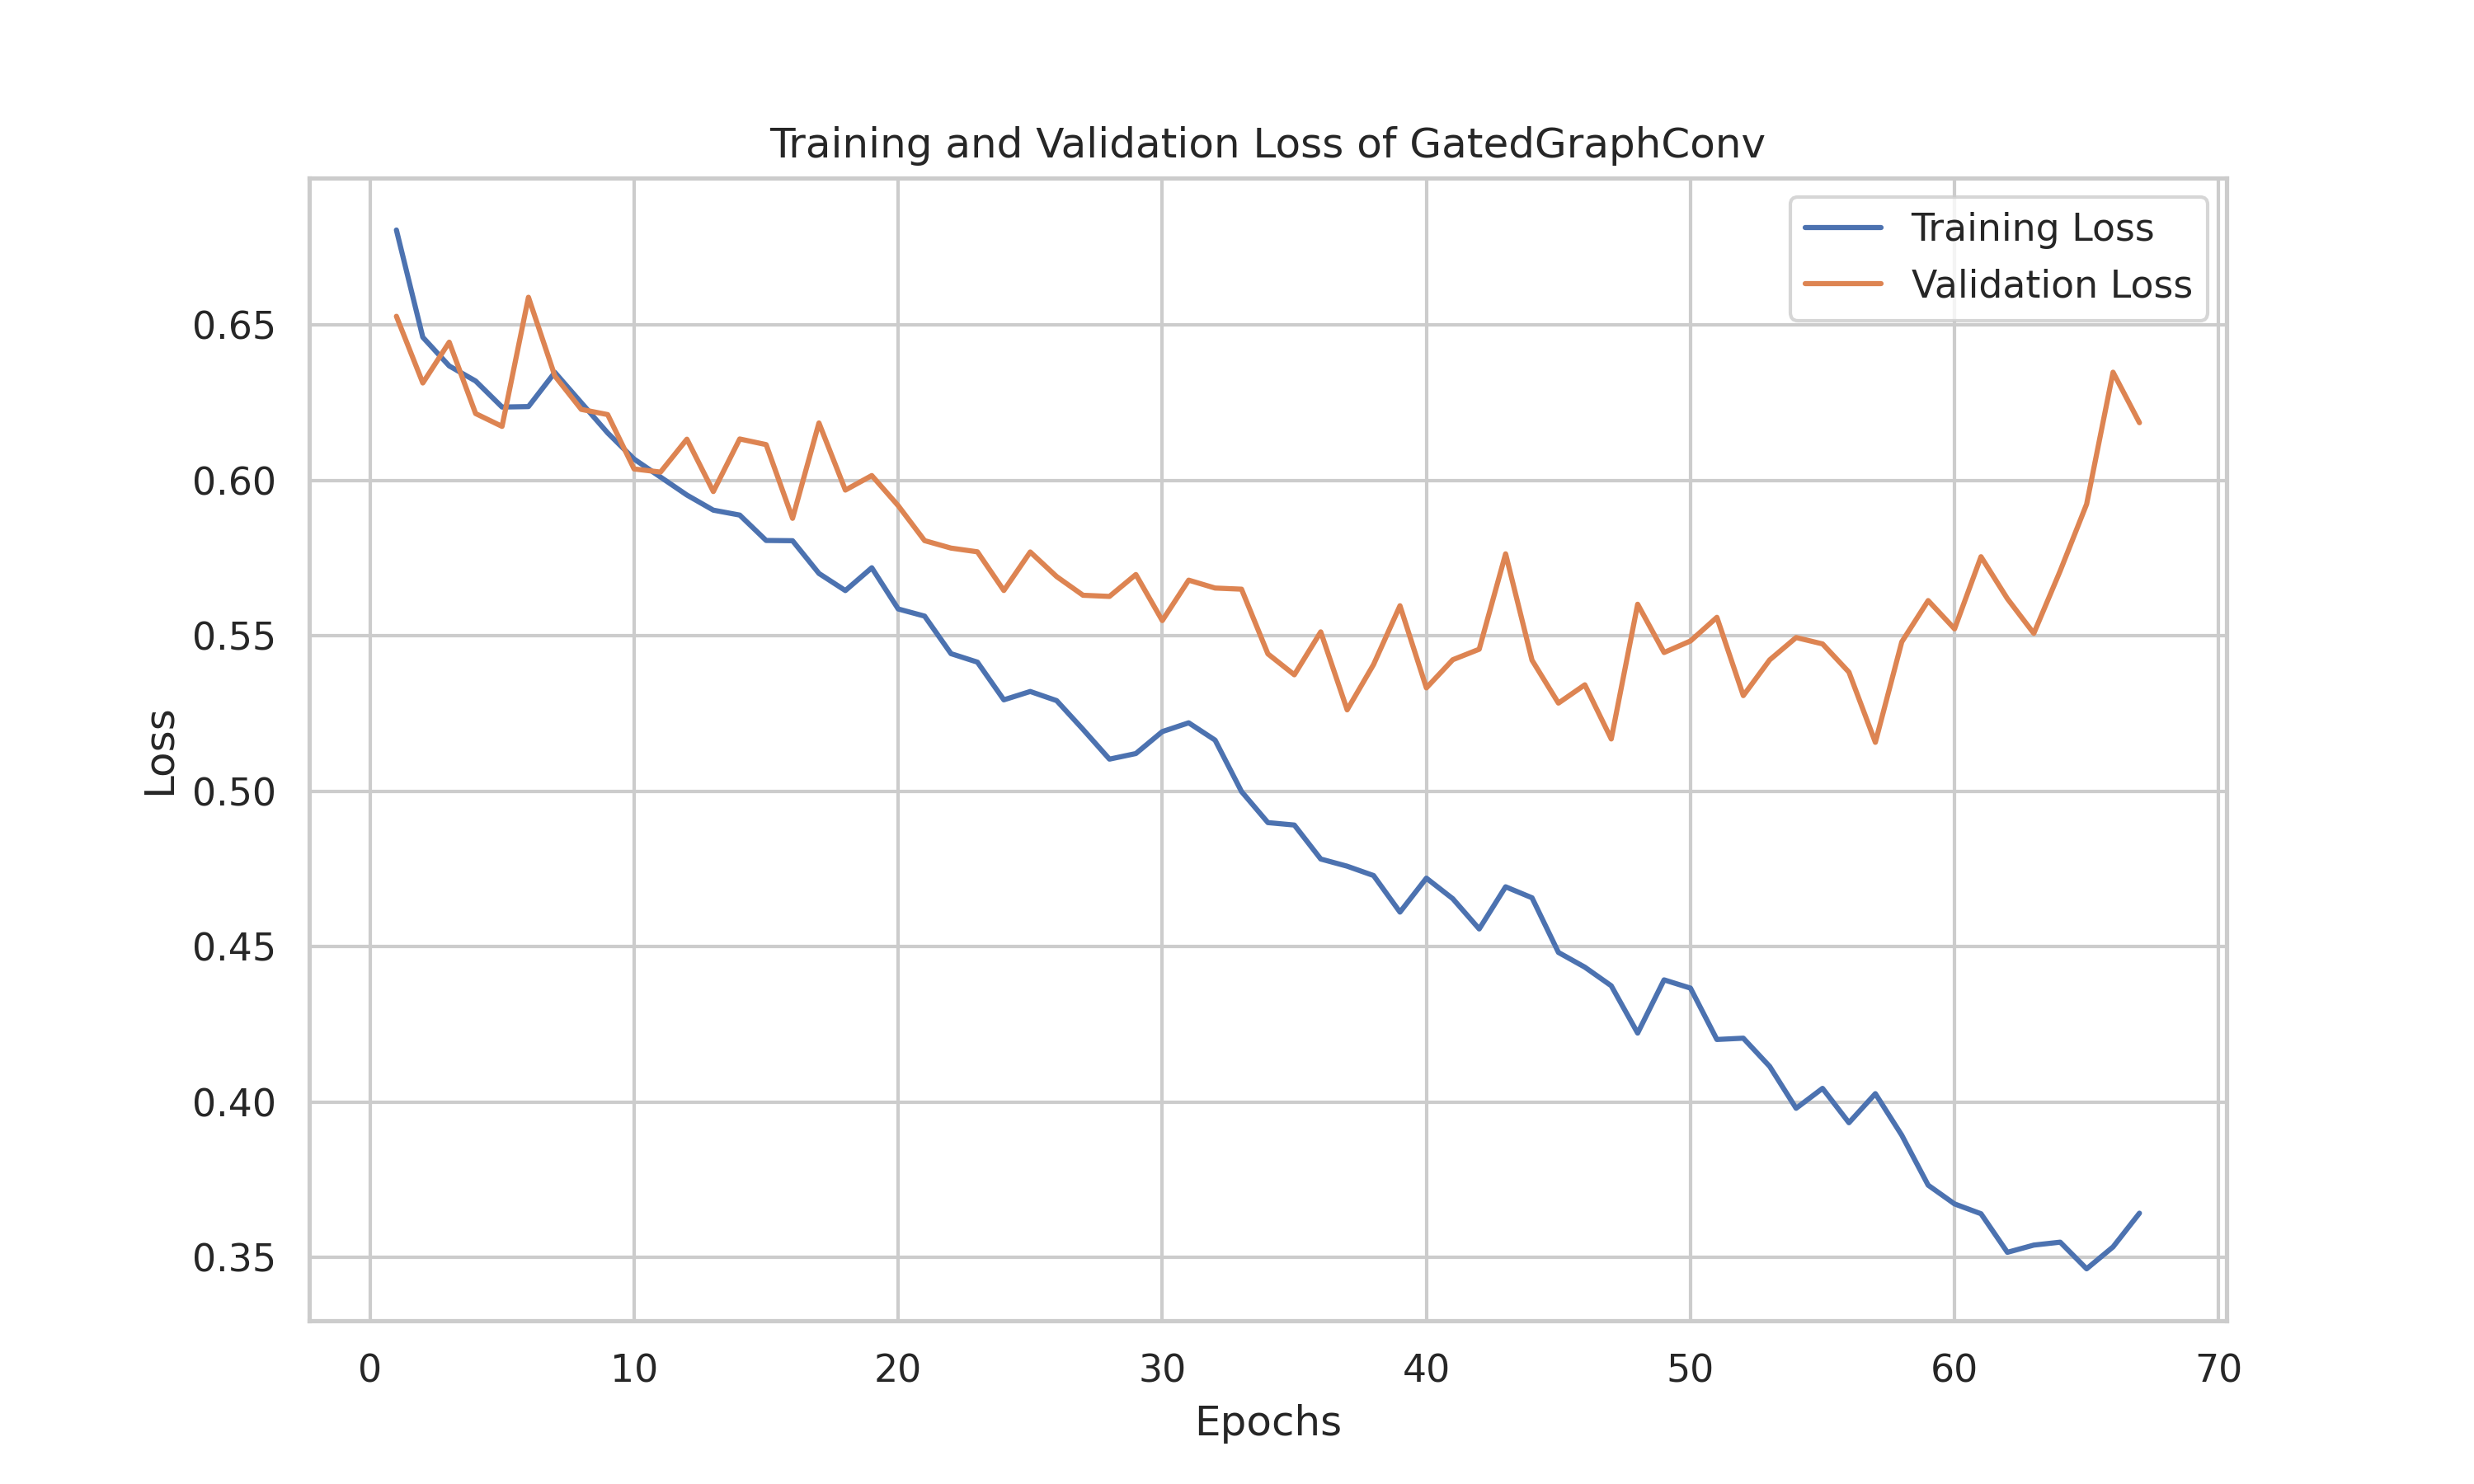 Training and Validation Loss of GatedGraphConv
Training Loss
Validation Loss
0.65
0.60
0.55
0.50
0.45
0.40
0.35
Loss
0 10 20 30 40 50 60 70
Epochs